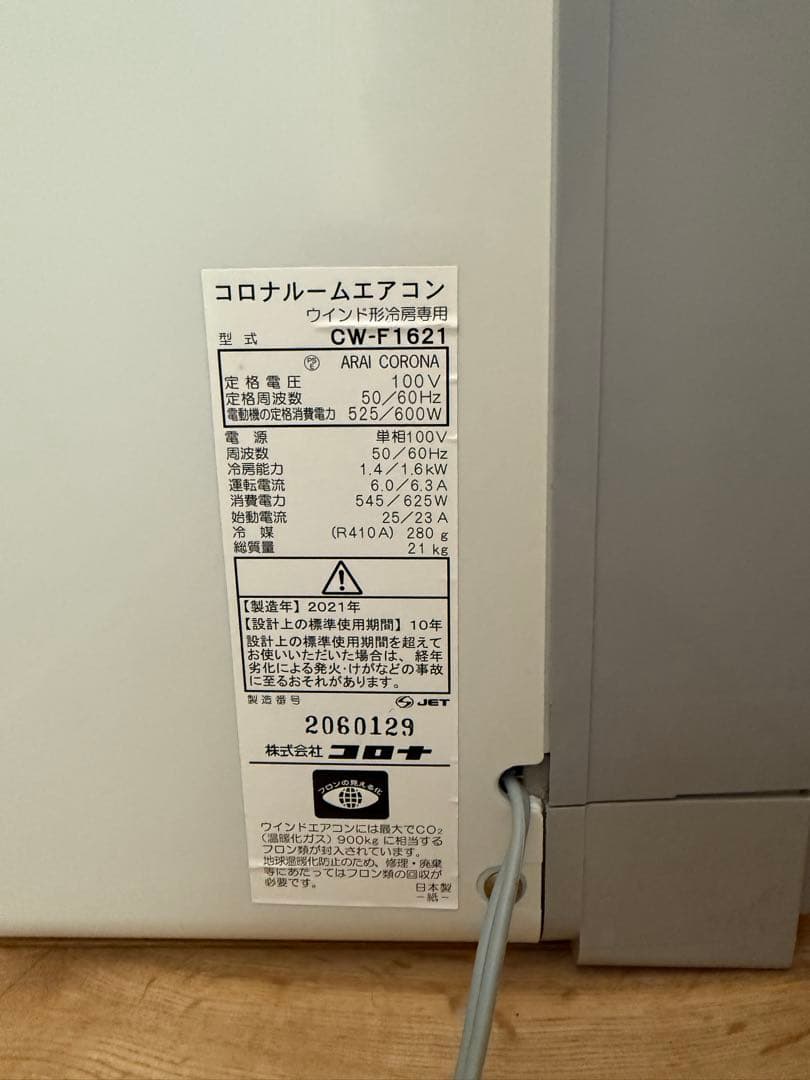 コロナルームエアコン
ウインド形冷房専用
型式 CW-F1621
PSE ARAI CORONA
定格電圧 100V
定格周波数 50/60Hz
電動機の定格消費電力 525/600W
電源 単相100V
周波数 50/60Hz
冷房能力 1.4/1.6kW
運転電流 6.0/6.3A
消費電力 545/625W
始動電流 25/23A
冷媒 (R410A) 280g
総質量 21kg
【製造年】2021年
【設計上の標準使用期間】10年
設計上の標準使用期間を超えて
お使いいただいた場合は、経年
劣化による発火・けがなどの事故
に至るおそれがあります。
製造番号 JET
2060129
株式会社 コロナ
フロンの見える化
ウインドエアコンには最大でCO₂
(温暖化ガス)900kgに相当する
フロン類が封入されています。
地球温暖化防止のため、修理・廃棄
等にあたってはフロン類の回収が
必要です。
日本製
-紙-